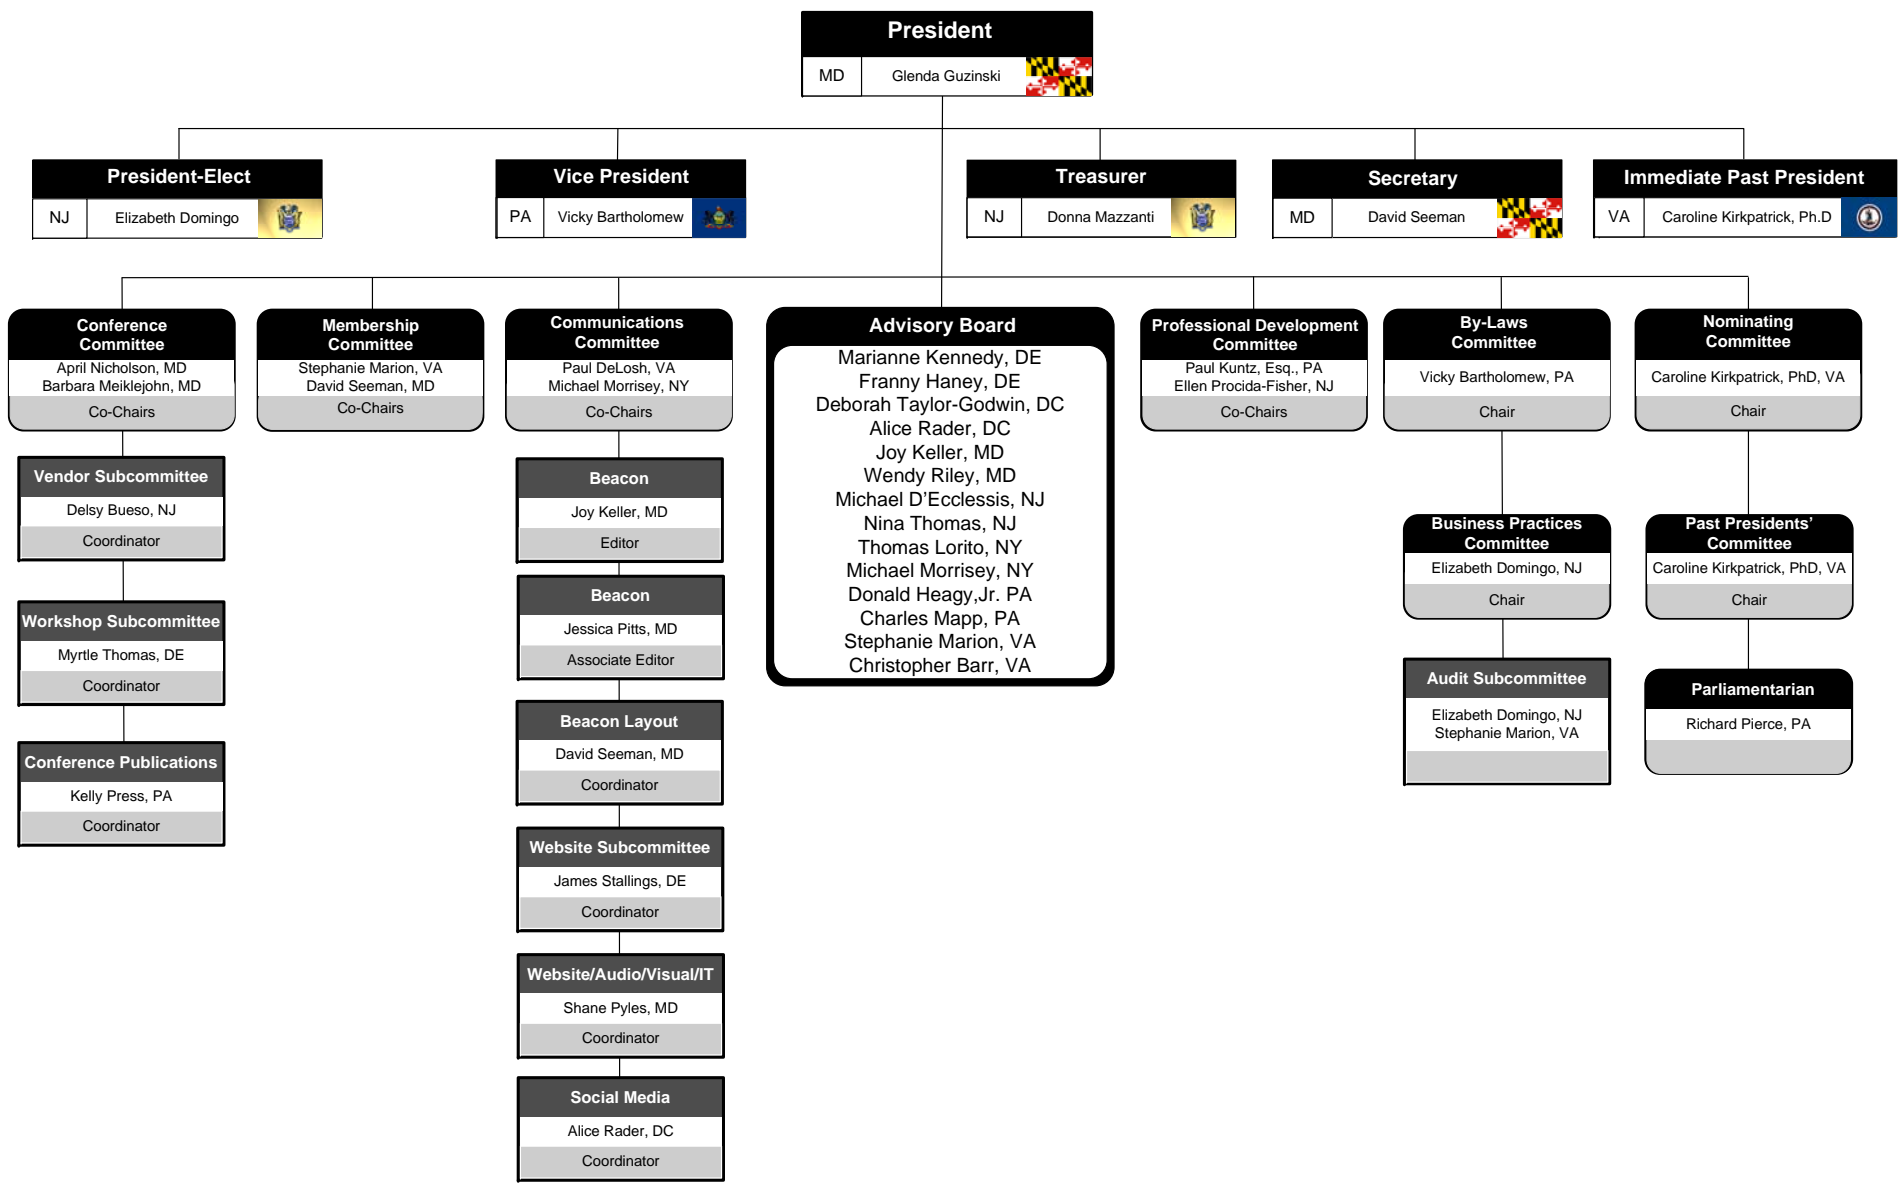 President
MD
Glenda Guzinski
President-Elect
NJ
Elizabeth Domingo
Vice President
PA
Vicky Bartholomew
Treasurer
NJ
Donna Mazzanti
Secretary
MD
David Seeman
Immediate Past President
VA
Caroline Kirkpatrick, Ph.D
Conference
Committee
April Nicholson, MD
Barbara Meiklejohn, MD
Co-Chairs
Vendor Subcommittee
Delsy Bueso, NJ
Coordinator
Workshop Subcommittee
Myrtle Thomas, DE
Coordinator
Conference Publications
Kelly Press, PA
Coordinator
Membership
Committee
Stephanie Marion, VA
David Seeman, MD
Co-Chairs
Communications
Committee
Paul DeLosh, VA
Michael Morrisey, NY
Co-Chairs
Beacon
Joy Keller, MD
Editor
Beacon
Jessica Pitts, MD
Associate Editor
Beacon Layout
David Seeman, MD
Coordinator
Website Subcommittee
James Stallings, DE
Coordinator
Website/Audio/Visual/IT
Shane Pyles, MD
Coordinator
Social Media
Alice Rader, DC
Coordinator
Advisory Board
Marianne Kennedy, DE
Franny Haney, DE
Deborah Taylor-Godwin, DC
Alice Rader, DC
Joy Keller, MD
Wendy Riley, MD
Michael D'Ecclessis, NJ
Nina Thomas, NJ
Thomas Lorito, NY
Michael Morrisey, NY
Donald Heagy,Jr. PA
Charles Mapp, PA
Stephanie Marion, VA
Christopher Barr, VA
Professional Development
Committee
Paul Kuntz, Esq., PA
Ellen Procida-Fisher, NJ
Co-Chairs
By-Laws
Committee
Vicky Bartholomew, PA
Chair
Business Practices
Committee
Elizabeth Domingo, NJ
Chair
Audit Subcommittee
Elizabeth Domingo, NJ
Stephanie Marion, VA
Nominating
Committee
Caroline Kirkpatrick, PhD, VA
Chair
Past Presidents'
Committee
Caroline Kirkpatrick, PhD, VA
Chair
Parliamentarian
Richard Pierce, PA